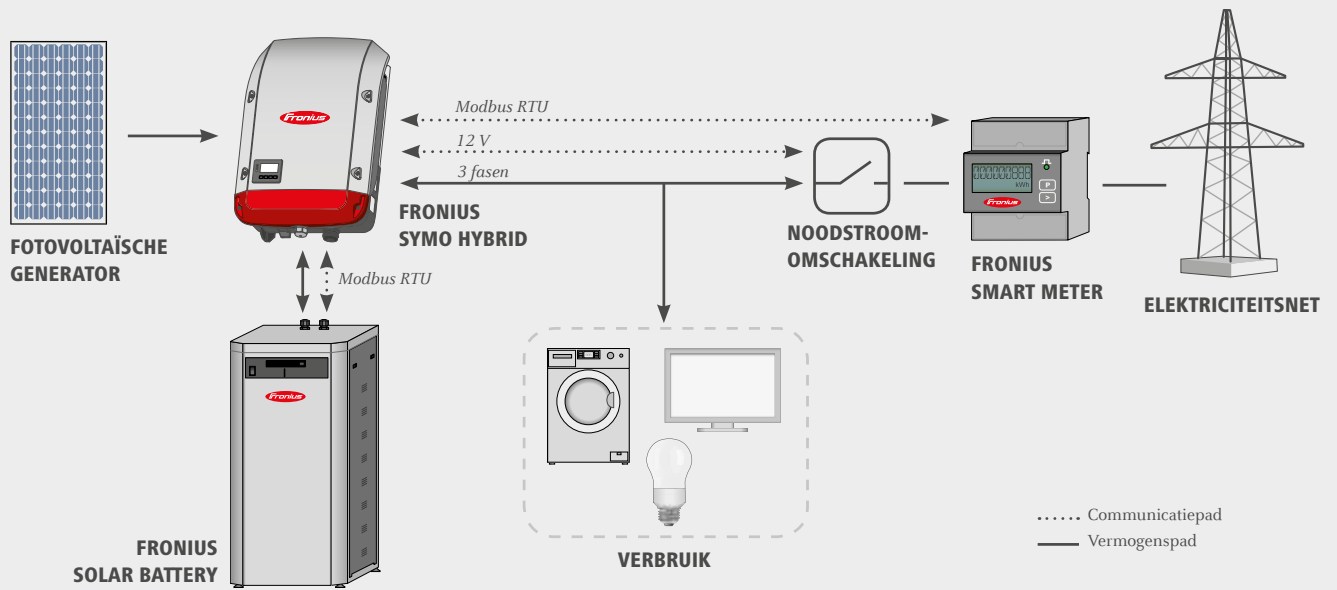 Fronius
Modbus RTU
12 V
3 fasen
kWh
P
>
Fronius
FOTOVOLTAÏSCHE
GENERATOR
FRONIUS
SYMO HYBRID
NOODSTROOM-
OMSCHAKELING
FRONIUS
SMART METER
ELEKTRICITEITSNET
Modbus RTU
Fronius
FRONIUS
SOLAR BATTERY
VERBRUIK
Communicatiepad
Vermogenspad